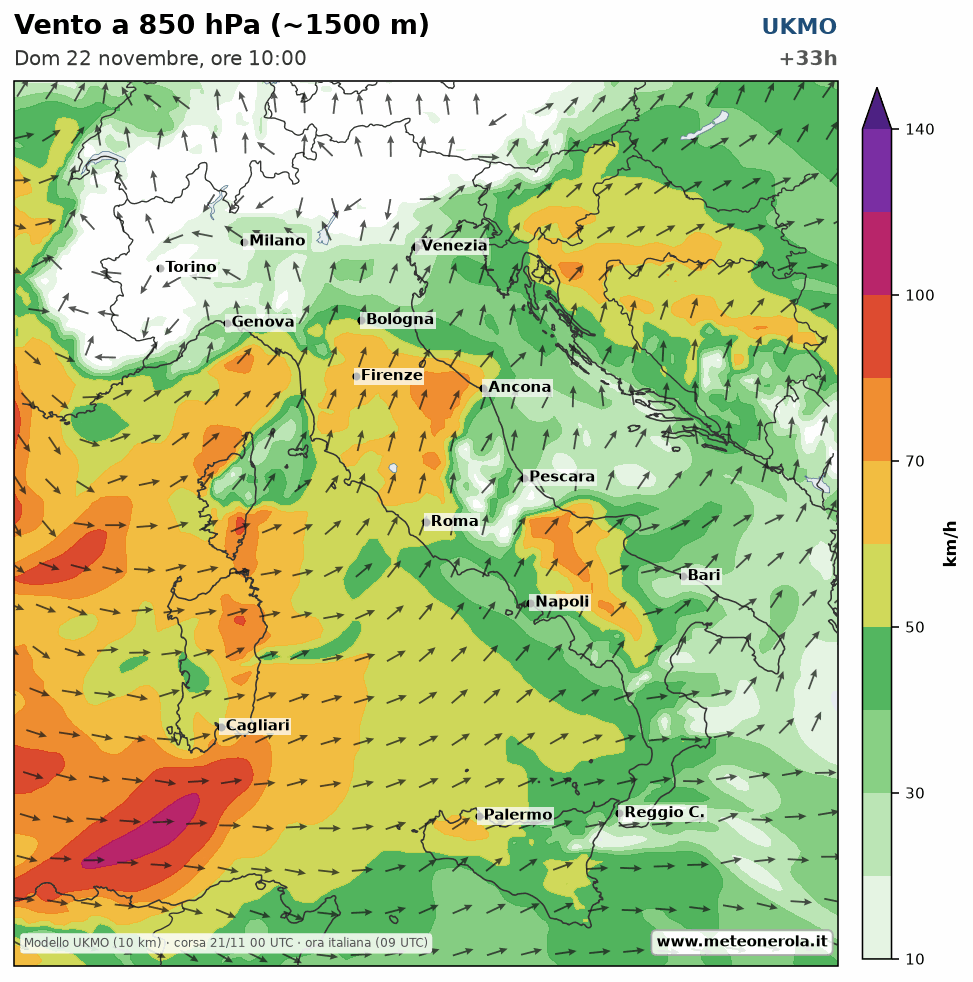 Vento a 850 hPa (~1500 m)
UKMO
Dom 22 novembre, ore 10:00
+33h
140
100
70
50
30
10
km/h
Milano
Venezia
Torino
Genova
Bologna
Firenze
Ancona
Pescara
Roma
Bari
Napoli
Cagliari
Palermo
Reggio C.
Modello UKMO (10 km) · corsa 21/11 00 UTC · ora italiana (09 UTC)
www.meteonerola.it